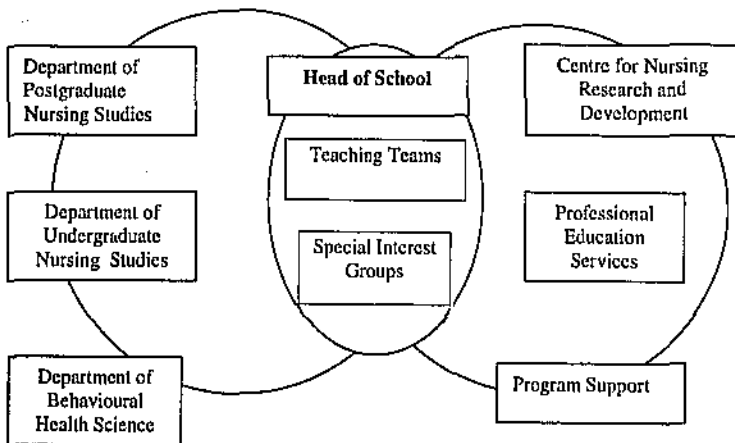 Department of
Postgraduate
Nursing Studies
Head of School
Centre for Nursing
Research and
Development
Teaching Teams
Department of
Undergraduate
Nursing Studies
Special Interest
Groups
Professional
Education
Services
Department of
Behavioural
Health Science
Program Support